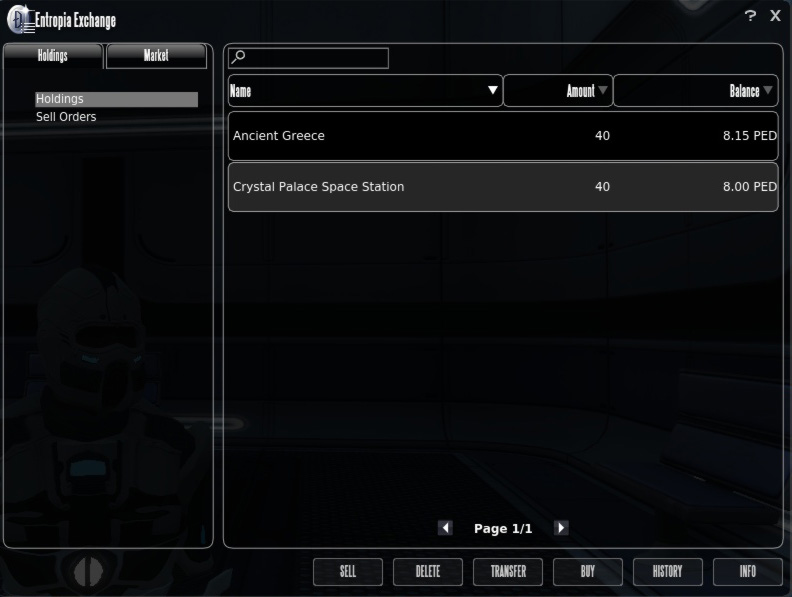 Entropia Exchange
? X
Holdings Market
Holdings
Sell Orders
Name Amount Balance
Ancient Greece 40 8.15 PED
Crystal Palace Space Station 40 8.00 PED
Page 1/1
SELL DELETE TRANSFER BUY HISTORY INFO